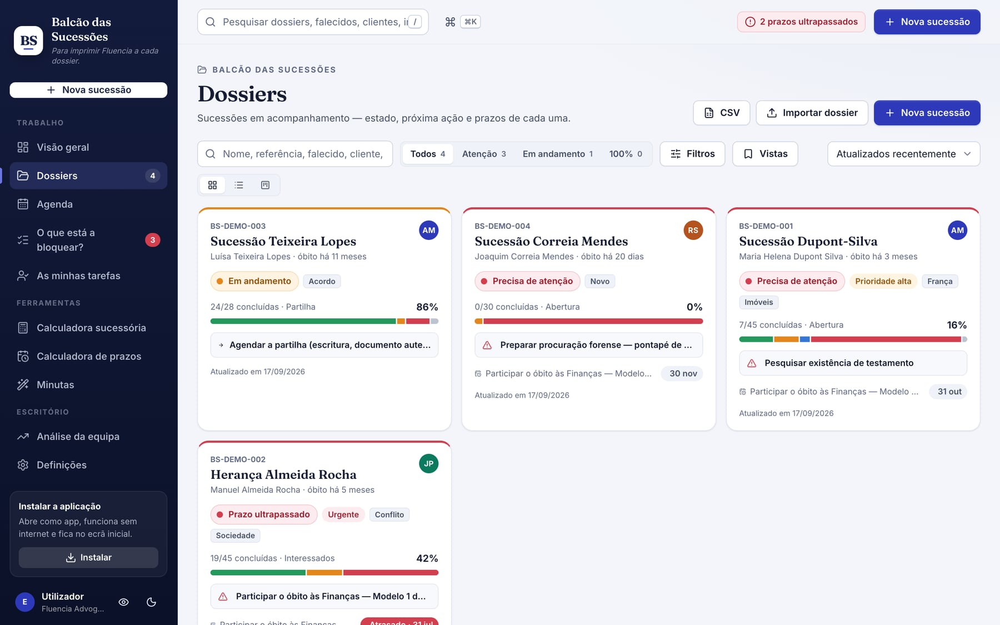 BS
Balcão das
Sucessões
Para imprimir Fluencia a cada
dossier.
+ Nova sucessão
TRABALHO
Visão geral
Dossiers 4
Agenda
O que está a
bloquear? 3
As minhas tarefas
FERRAMENTAS
Calculadora sucessória
Calculadora de prazos
Minutas
ESCRITÓRIO
Análise da equipa
Definições
Instalar a aplicação
Abre como app, funciona sem
internet e fica no ecrã inicial.
Instalar
E
Utilizador
Fluencia Advog...
Pesquisar dossiers, falecidos, clientes, i /
⌘ ⌘K
2 prazos ultrapassados
+ Nova sucessão
BALCÃO DAS SUCESSÕES
Dossiers
Sucessões em acompanhamento — estado, próxima ação e prazos de cada uma.
CSV
Importar dossier
+ Nova sucessão
Nome, referência, falecido, cliente,
Todos 4 Atenção 3 Em andamento 1 100% 0
Filtros
Vistas
Atualizados recentemente
BS-DEMO-003
AM
Sucessão Teixeira Lopes
Luísa Teixeira Lopes · óbito há 11 meses
Em andamento Acordo
24/28 concluídas · Partilha 86%
→ Agendar a partilha (escritura, documento aute...
Atualizado em 17/09/2026
BS-DEMO-004
RS
Sucessão Correia Mendes
Joaquim Correia Mendes · óbito há 20 dias
Precisa de atenção Novo
0/30 concluídas · Abertura 0%
Preparar procuração forense — pontapé de ...
Participar o óbito às Finanças — Modelo... 30 nov
Atualizado em 17/09/2026
BS-DEMO-001
AM
Sucessão Dupont-Silva
Maria Helena Dupont Silva · óbito há 3 meses
Precisa de atenção Prioridade alta França
Imóveis
7/45 concluídas · Abertura 16%
Pesquisar existência de testamento
Participar o óbito às Finanças — Modelo ... 31 out
Atualizado em 17/09/2026
BS-DEMO-002
JP
Herança Almeida Rocha
Manuel Almeida Rocha · óbito há 5 meses
Prazo ultrapassado Urgente Conflito
Sociedade
19/45 concluídas · Interessados 42%
Participar o óbito às Finanças — Modelo 1 d...
Participar o óbito às Finanças Atrasado · 31 jul